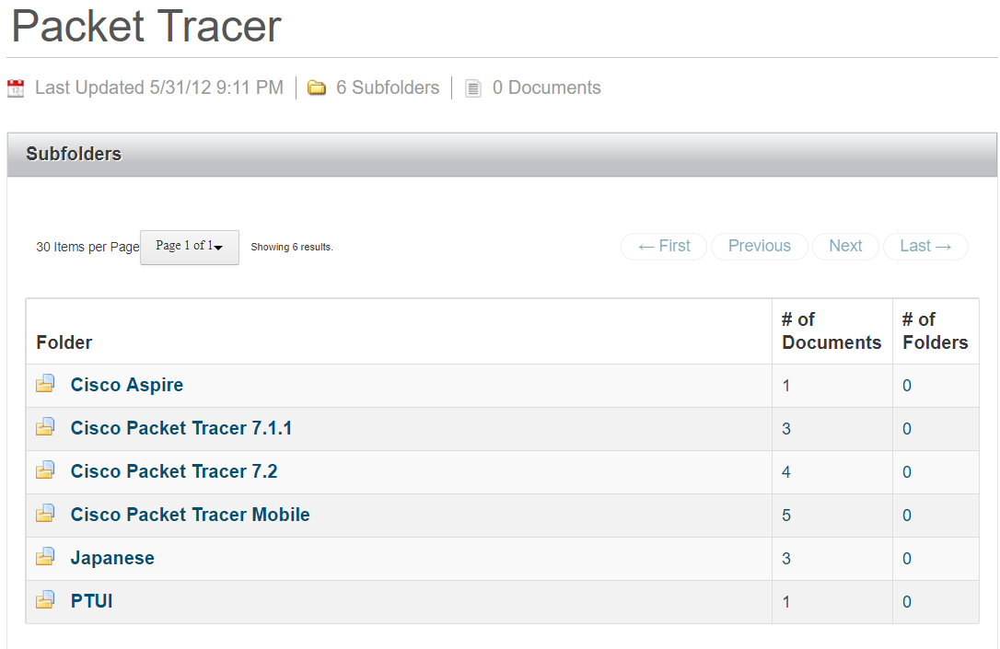 Packet Tracer
Last Updated 5/31/12 9:11 PM 6 Subfolders 0 Documents
Subfolders
30 Items per Page Page 1 of 1 Showing 6 results. ← First Previous Next Last →
Folder # of Documents # of Folders
Cisco Aspire 1 0
Cisco Packet Tracer 7.1.1 3 0
Cisco Packet Tracer 7.2 4 0
Cisco Packet Tracer Mobile 5 0
Japanese 3 0
PTUI 1 0